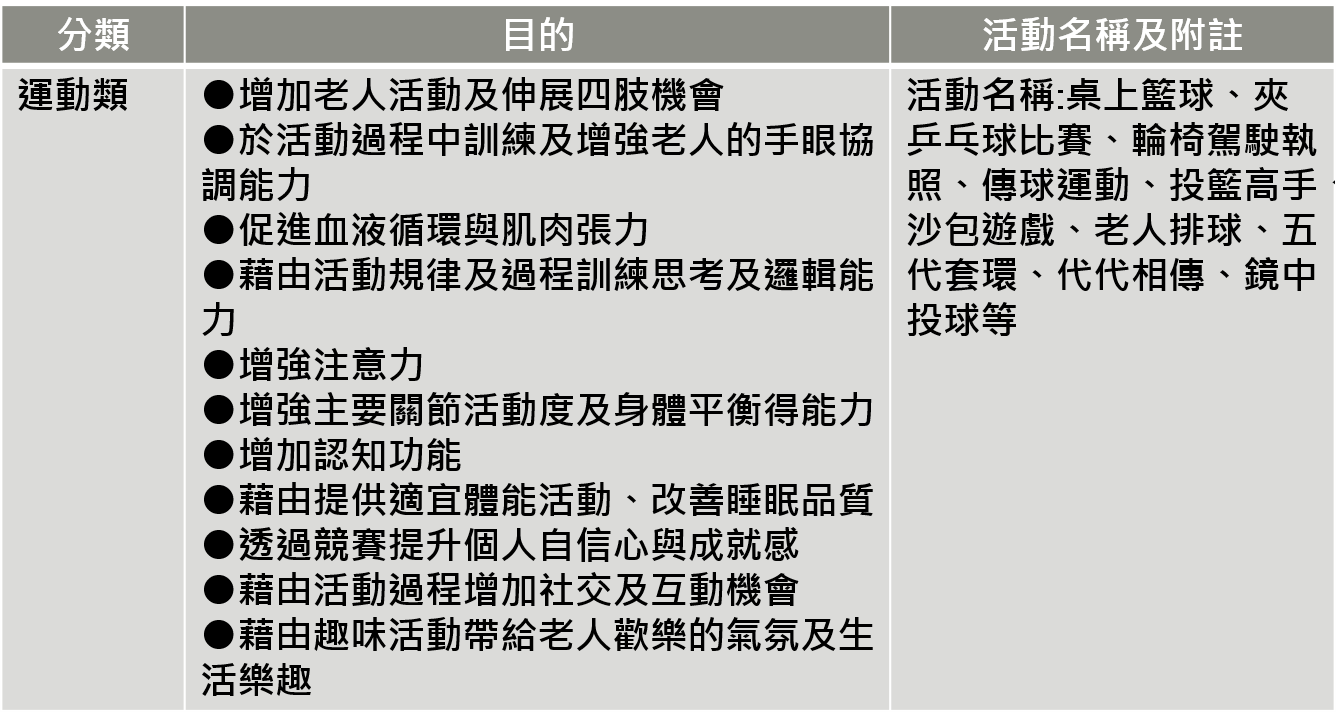 分類
目的
活動名稱及附註
運動類
●增加老人活動及伸展四肢機會
●於活動過程中訓練及增強老人的手眼協
調能力
●促進血液循環與肌肉張力
●藉由活動規律及過程訓練思考及邏輯能
力
●增強注意力
●增強主要關節活動度及身體平衡得能力
●增加認知功能
●藉由提供適宜體能活動、改善睡眠品質
●透過競賽提升個人自信心與成就感
●藉由活動過程增加社交及互動機會
●藉由趣味活動帶給老人歡樂的氣氛及生
活樂趣
活動名稱:桌上籃球、夾
乒乓球比賽、輪椅駕駛執
照、傳球運動、投籃高手、
沙包遊戲、老人排球、五
代套環、代代相傳、鏡中
投球等